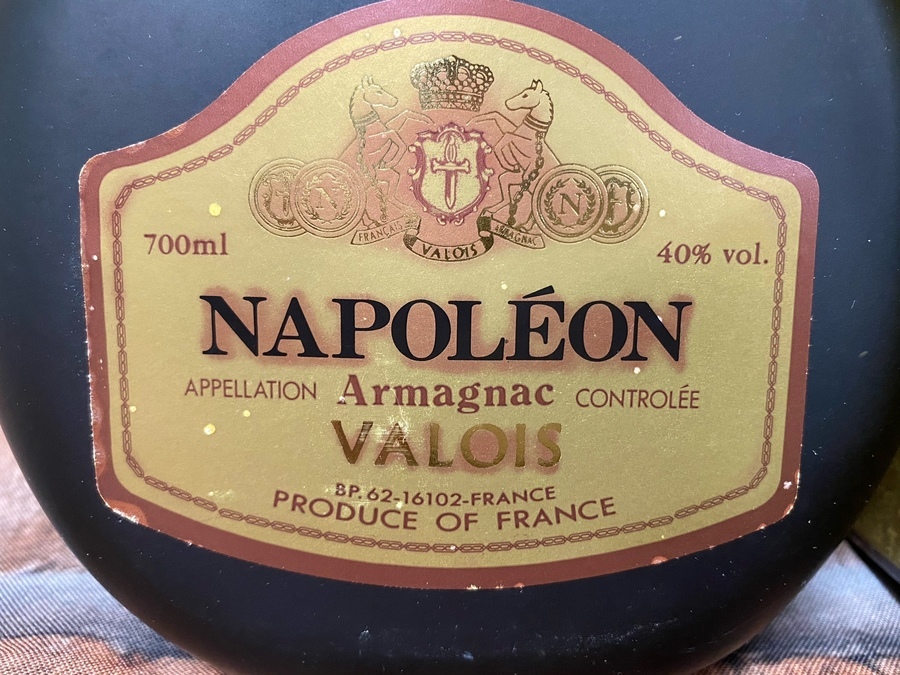 N N
FRANÇAIS VALOIS ARMAGNAC
700ml 40% vol.
NAPOLÉON
APPELLATION Armagnac CONTROLÉE
VALOIS
BP. 62-16102-FRANCE
PRODUCE OF FRANCE